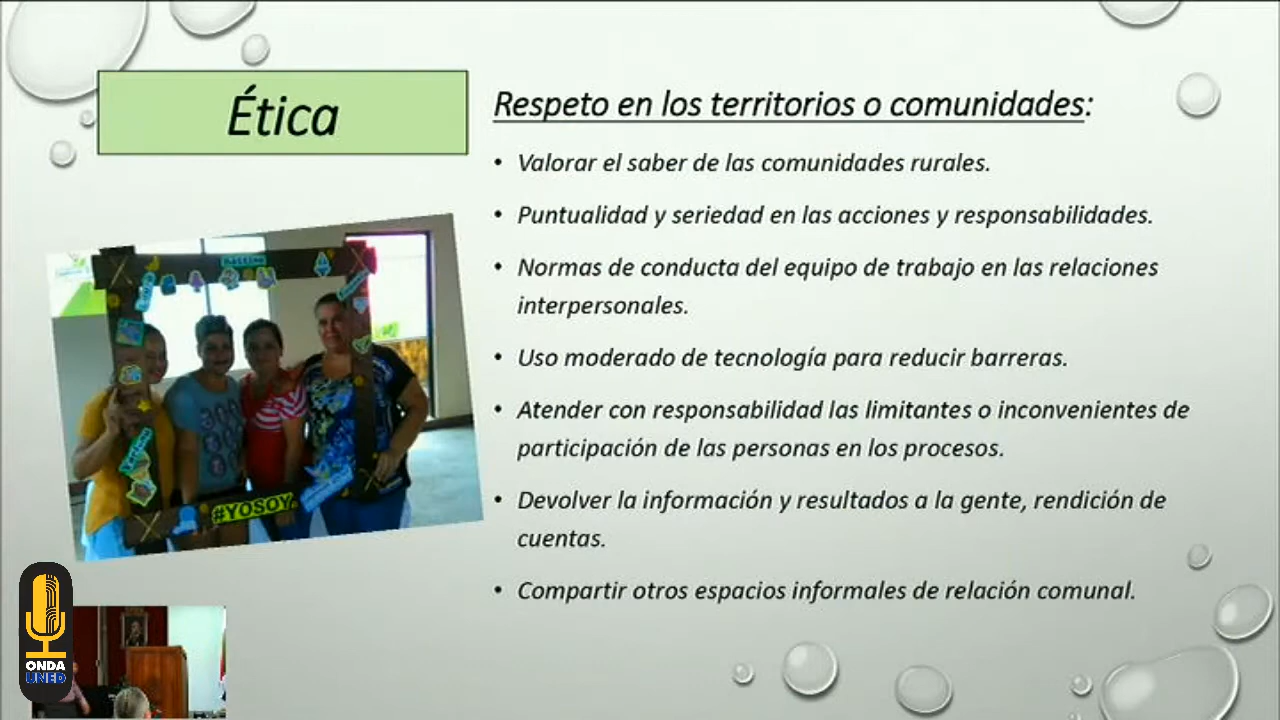 Ética
Respeto en los territorios o comunidades:
• Valorar el saber de las comunidades rurales.
• Puntualidad y seriedad en las acciones y responsabilidades.
• Normas de conducta del equipo de trabajo en las relaciones
interpersonales.
• Uso moderado de tecnología para reducir barreras.
• Atender con responsabilidad las limitantes o inconvenientes de
participación de las personas en los procesos.
• Devolver la información y resultados a la gente, rendición de
cuentas.
• Compartir otros espacios informales de relación comunal.
#YOSOY
ONDA
UNED